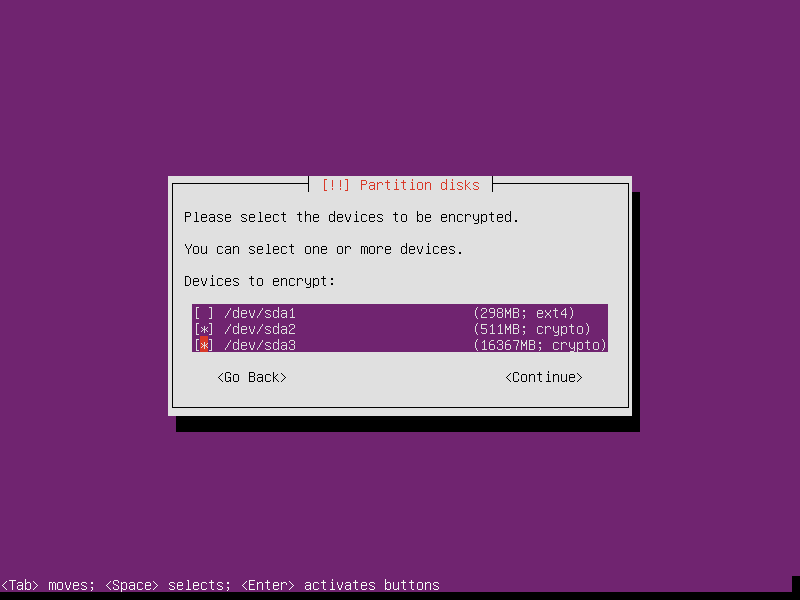 [!!] Partition disks
Please select the devices to be encrypted.
You can select one or more devices.
Devices to encrypt:
[ ] /dev/sda1 (298MB; ext4)
[*] /dev/sda2 (511MB; crypto)
[*] /dev/sda3 (16367MB; crypto)
<Go Back> <Continue>
<Tab> moves; <Space> selects; <Enter> activates buttons